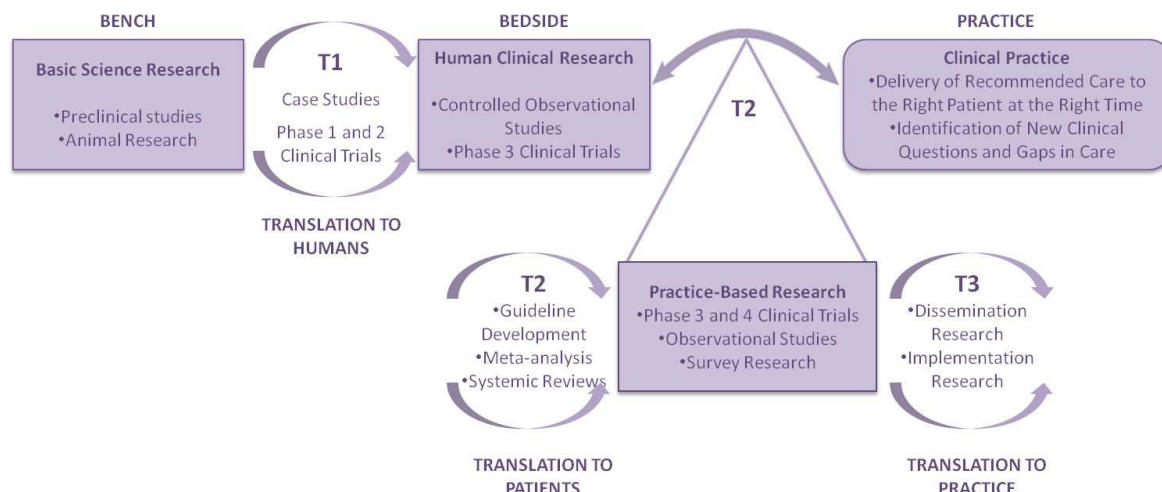 BENCH
Basic Science Research
•Preclinical studies
•Animal Research
T1
Case Studies
Phase 1 and 2
Clinical Trials
TRANSLATION TO
HUMANS
BEDSIDE
Human Clinical Research
•Controlled Observational
Studies
•Phase 3 Clinical Trials
T2
PRACTICE
Clinical Practice
•Delivery of Recommended Care to
the Right Patient at the Right Time
•Identification of New Clinical
Questions and Gaps in Care
T2
•Guideline
Development
•Meta-analysis
•Systemic Reviews
TRANSLATION TO
PATIENTS
Practice-Based Research
•Phase 3 and 4 Clinical Trials
•Observational Studies
•Survey Research
T3
•Dissemination
Research
•Implementation
Research
TRANSLATION TO
PRACTICE